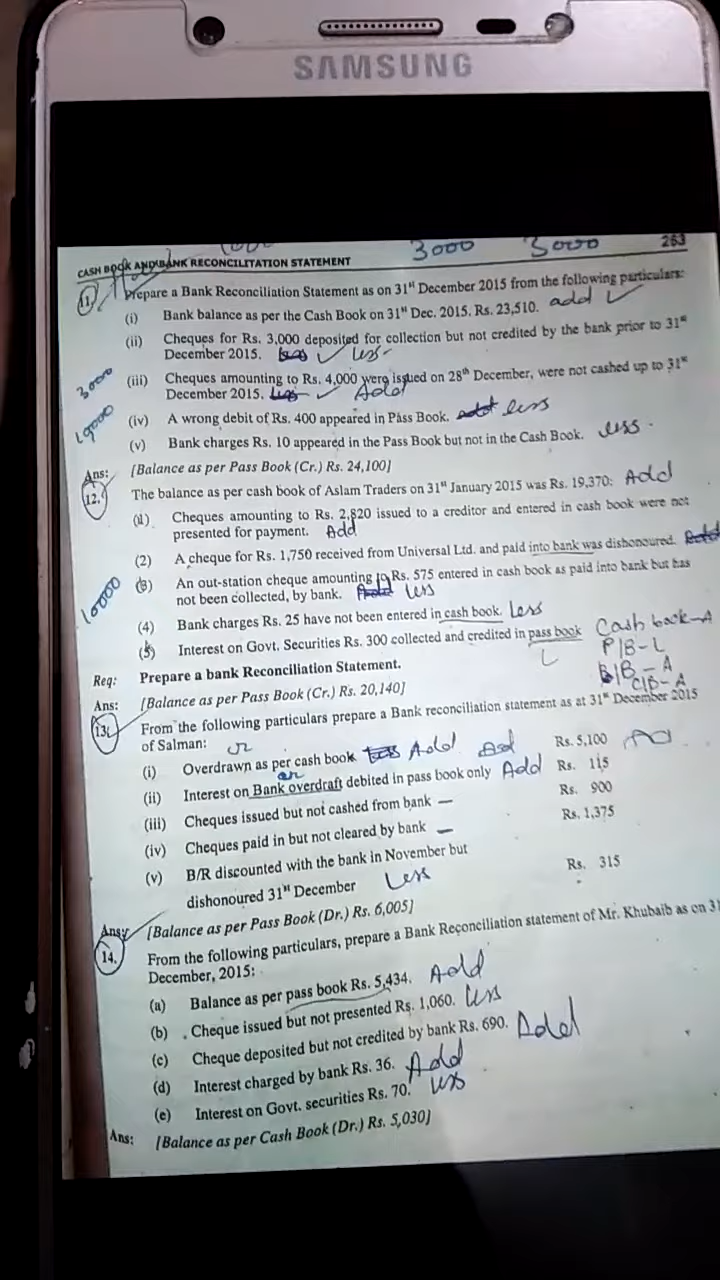 SAMSUNG
3000 3000 263
CASH BOOK AND BANK RECONCILITATION STATEMENT
11. Prepare a Bank Reconciliation Statement as on 31st December 2015 from the following particulars:
(i) Bank balance as per the Cash Book on 31st Dec. 2015. Rs. 23,510. add ✓
(ii) Cheques for Rs. 3,000 deposited for collection but not credited by the bank prior to 31st
December 2015. ✓ less
3000
(iii) Cheques amounting to Rs. 4,000 were issued on 28th December, were not cashed up to 31st
December 2015. less ✓ Add
10000
(iv) A wrong debit of Rs. 400 appeared in Pass Book. add less
(v) Bank charges Rs. 10 appeared in the Pass Book but not in the Cash Book. less
Ans: [Balance as per Pass Book (Cr.) Rs. 24,100]
12. The balance as per cash book of Aslam Traders on 31st January 2015 was Rs. 19,370: Add
(1) Cheques amounting to Rs. 2,820 issued to a creditor and entered in cash book were not
presented for payment. Add
(2) A cheque for Rs. 1,750 received from Universal Ltd. and paid into bank was dishonoured.
10000
(3) An out-station cheque amounting to Rs. 575 entered in cash book as paid into bank but has
not been collected, by bank. Add less
(4) Bank charges Rs. 25 have not been entered in cash book. Less
(5) Interest on Govt. Securities Rs. 300 collected and credited in pass book Cash back-A
P/B-L
Req: Prepare a bank Reconciliation Statement. B/B-A
Ans: [Balance as per Pass Book (Cr.) Rs. 20,140] C/B-A
13. From the following particulars prepare a Bank reconciliation statement as at 31st December 2015
of Salman: cr
(i) Overdrawn as per cash book Less Add Ad Rs. 5,100 Ad
or
(ii) Interest on Bank overdraft debited in pass book only Add Rs. 115
(iii) Cheques issued but not cashed from bank – Rs. 900
(iv) Cheques paid in but not cleared by bank – Rs. 1,375
(v) B/R discounted with the bank in November but
dishonoured 31st December Less Rs. 315
Ans: [Balance as per Pass Book (Dr.) Rs. 6,005]
14. From the following particulars, prepare a Bank Reconciliation statement of Mr. Khubaib as on 31
December, 2015:
(a) Balance as per pass book Rs. 5,434. Add
(b) Cheque issued but not presented Rs. 1,060. Less
(c) Cheque deposited but not credited by bank Rs. 690. Add
(d) Interest charged by bank Rs. 36. Add
(e) Interest on Govt. securities Rs. 70. Less
Ans: [Balance as per Cash Book (Dr.) Rs. 5,030]